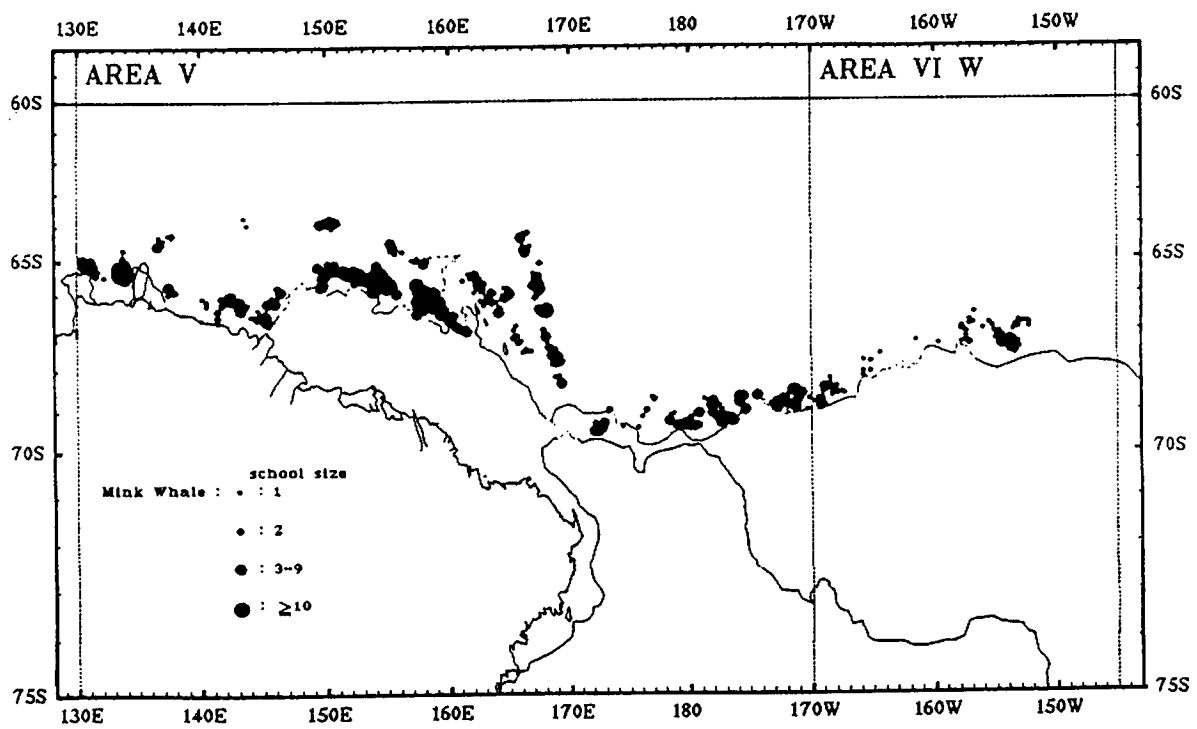 130E 140E 150E 160E 170E 180 170W 160W 150W
AREA V AREA VI W
60S 60S
65S 65S
70S 70S
school size
Mink Whale : : 1
: 2
: 3-9
: ≥10
75S 75S
130E 140E 150E 160E 170E 180 170W 160W 150W